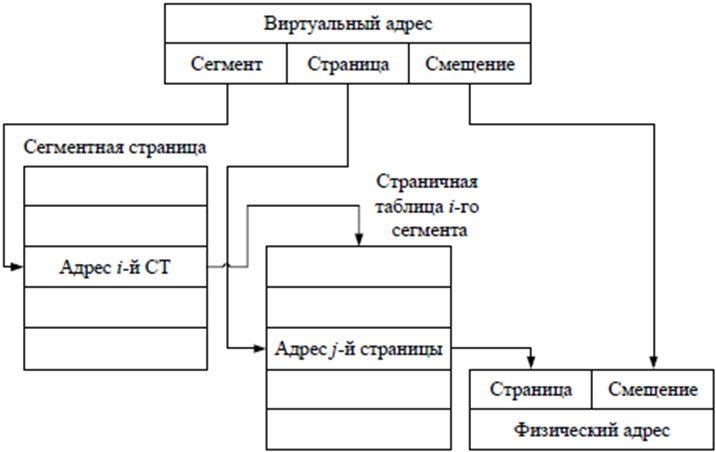 Виртуальный адрес
Сегмент
Страница
Смещение
Сегментная страница
Адрес i-й СТ
Страничная
таблица i-го
сегмента
Адрес j-й страницы
Страница
Смещение
Физический адрес